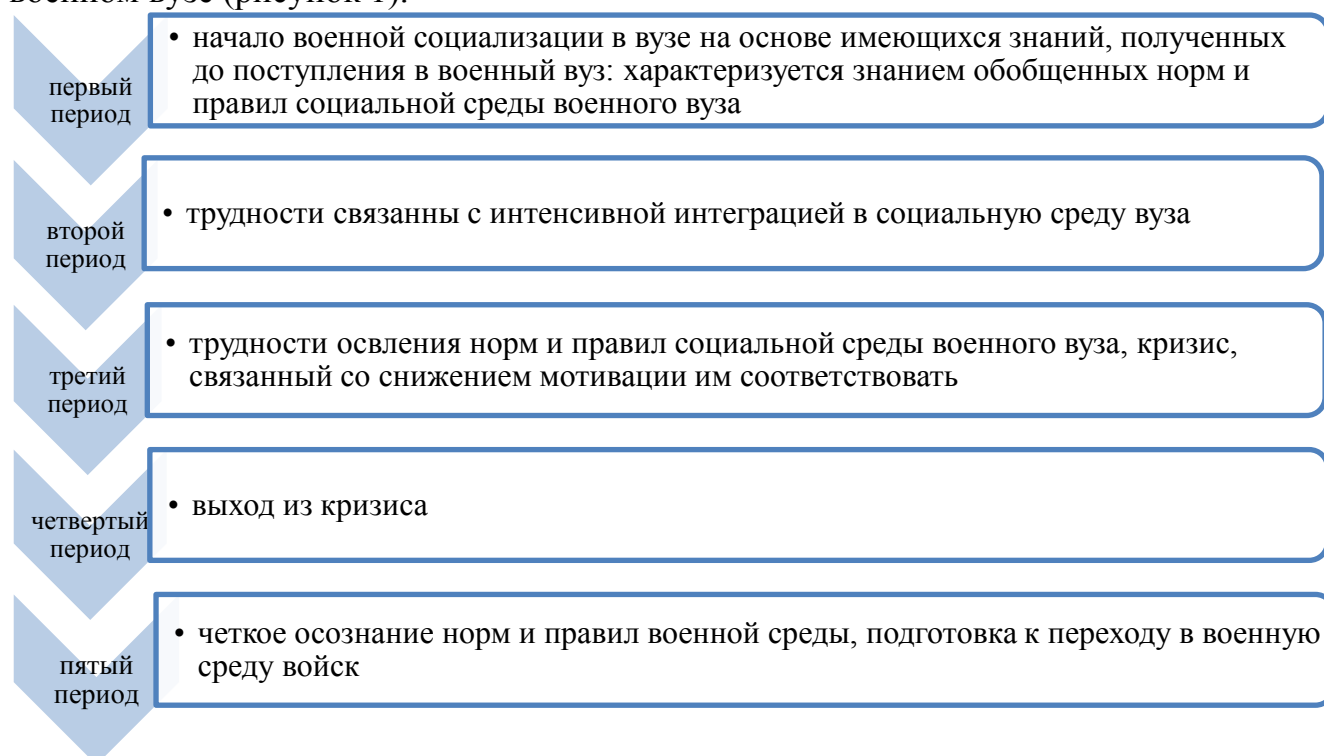 военном вузе (рисунок 1).
• начало военной социализации в вузе на основе имеющихся знаний, полученных
до поступления в военный вуз: характеризуется знанием обобщенных норм и
правил социальной среды военного вуза
первый
период
• трудности связанны с интенсивной интеграцией в социальную среду вуза
второй
период
• трудности освления норм и правил социальной среды военного вуза, кризис,
связанный со снижением мотивации им соответствовать
третий
период
• выход из кризиса
четвертый
период
• четкое осознание норм и правил военной среды, подготовка к переходу в военную
среду войск
пятый
период